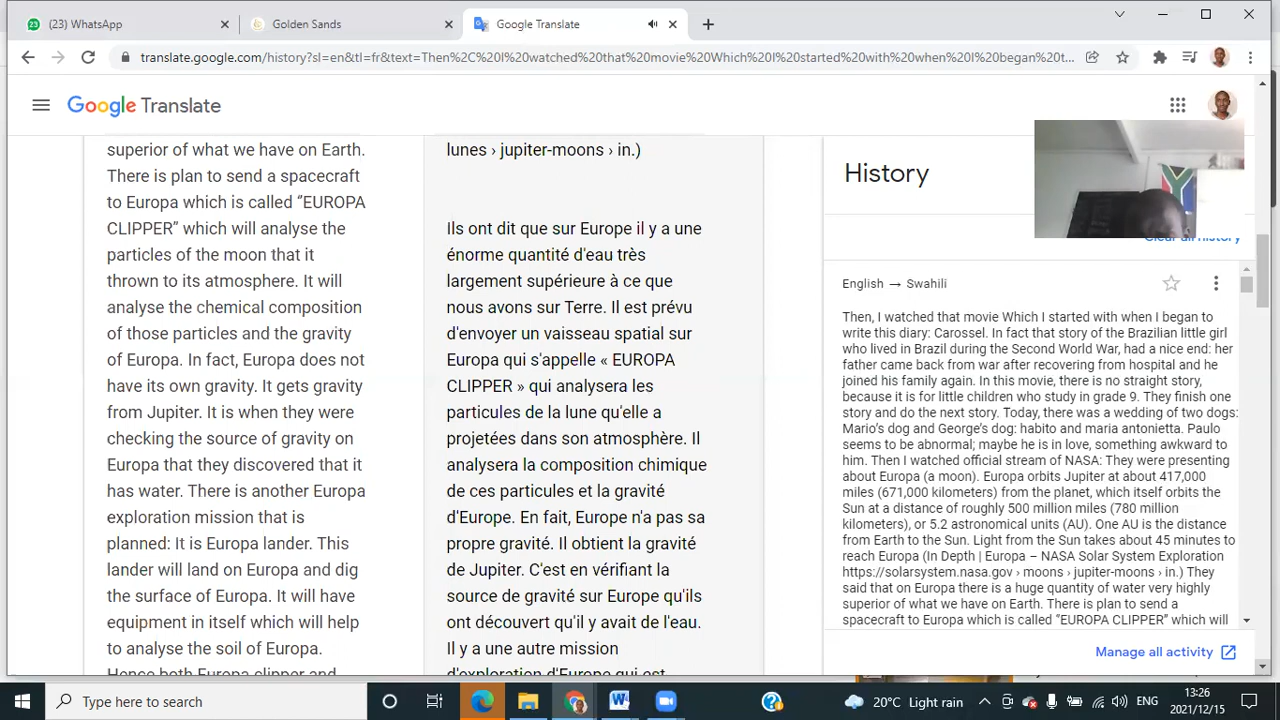 (23) WhatsApp
Golden Sands
Google Translate
translate.google.com/history?sl=en&tl=fr&text=Then%2C%20I%20watched%20that%20movie%20Which%20I%20started%20with%20when%20I%20began%20t...
Google Translate
superior of what we have on Earth.
There is plan to send a spacecraft
to Europa which is called “EUROPA
CLIPPER” which will analyse the
particles of the moon that it
thrown to its atmosphere. It will
analyse the chemical composition
of those particles and the gravity
of Europa. In fact, Europa does not
have its own gravity. It gets gravity
from Jupiter. It is when they were
checking the source of gravity on
Europa that they discovered that it
has water. There is another Europa
exploration mission that is
planned: It is Europa lander. This
lander will land on Europa and dig
the surface of Europa. It will have
equipment in itself which will help
to analyse the soil of Europa.
Hence both Europa clipper and
lunes › jupiter-moons › in.)
Ils ont dit que sur Europe il y a une
énorme quantité d'eau très
largement supérieure à ce que
nous avons sur Terre. Il est prévu
d'envoyer un vaisseau spatial sur
Europa qui s'appelle « EUROPA
CLIPPER » qui analysera les
particules de la lune qu'elle a
projetées dans son atmosphère. Il
analysera la composition chimique
de ces particules et la gravité
d'Europe. En fait, Europe n'a pas sa
propre gravité. Il obtient la gravité
de Jupiter. C'est en vérifiant la
source de gravité sur Europe qu'ils
ont découvert qu'il y avait de l'eau.
Il y a une autre mission
d'exploration d'Europa qui est
History
Clear all history
English → Swahili
Then, I watched that movie Which I started with when I began to
write this diary: Carossel. In fact that story of the Brazilian little girl
who lived in Brazil during the Second World War, had a nice end: her
father came back from war after recovering from hospital and he
joined his family again. In this movie, there is no straight story,
because it is for little children who study in grade 9. They finish one
story and do the next story. Today, there was a wedding of two dogs:
Mario’s dog and George’s dog: habito and maria antonietta. Paulo
seems to be abnormal; maybe he is in love, something awkward to
him. Then I watched official stream of NASA: They were presenting
about Europa (a moon). Europa orbits Jupiter at about 417,000
miles (671,000 kilometers) from the planet, which itself orbits the
Sun at a distance of roughly 500 million miles (780 million
kilometers), or 5.2 astronomical units (AU). One AU is the distance
from Earth to the Sun. Light from the Sun takes about 45 minutes to
reach Europa (In Depth | Europa – NASA Solar System Exploration
https://solarsystem.nasa.gov › moons › jupiter-moons › in.) They
said that on Europa there is a huge quantity of water very highly
superior of what we have on Earth. There is plan to send a
spacecraft to Europa which is called “EUROPA CLIPPER” which will
Manage all activity
Type here to search
20°C Light rain
ENG
13:26
2021/12/15